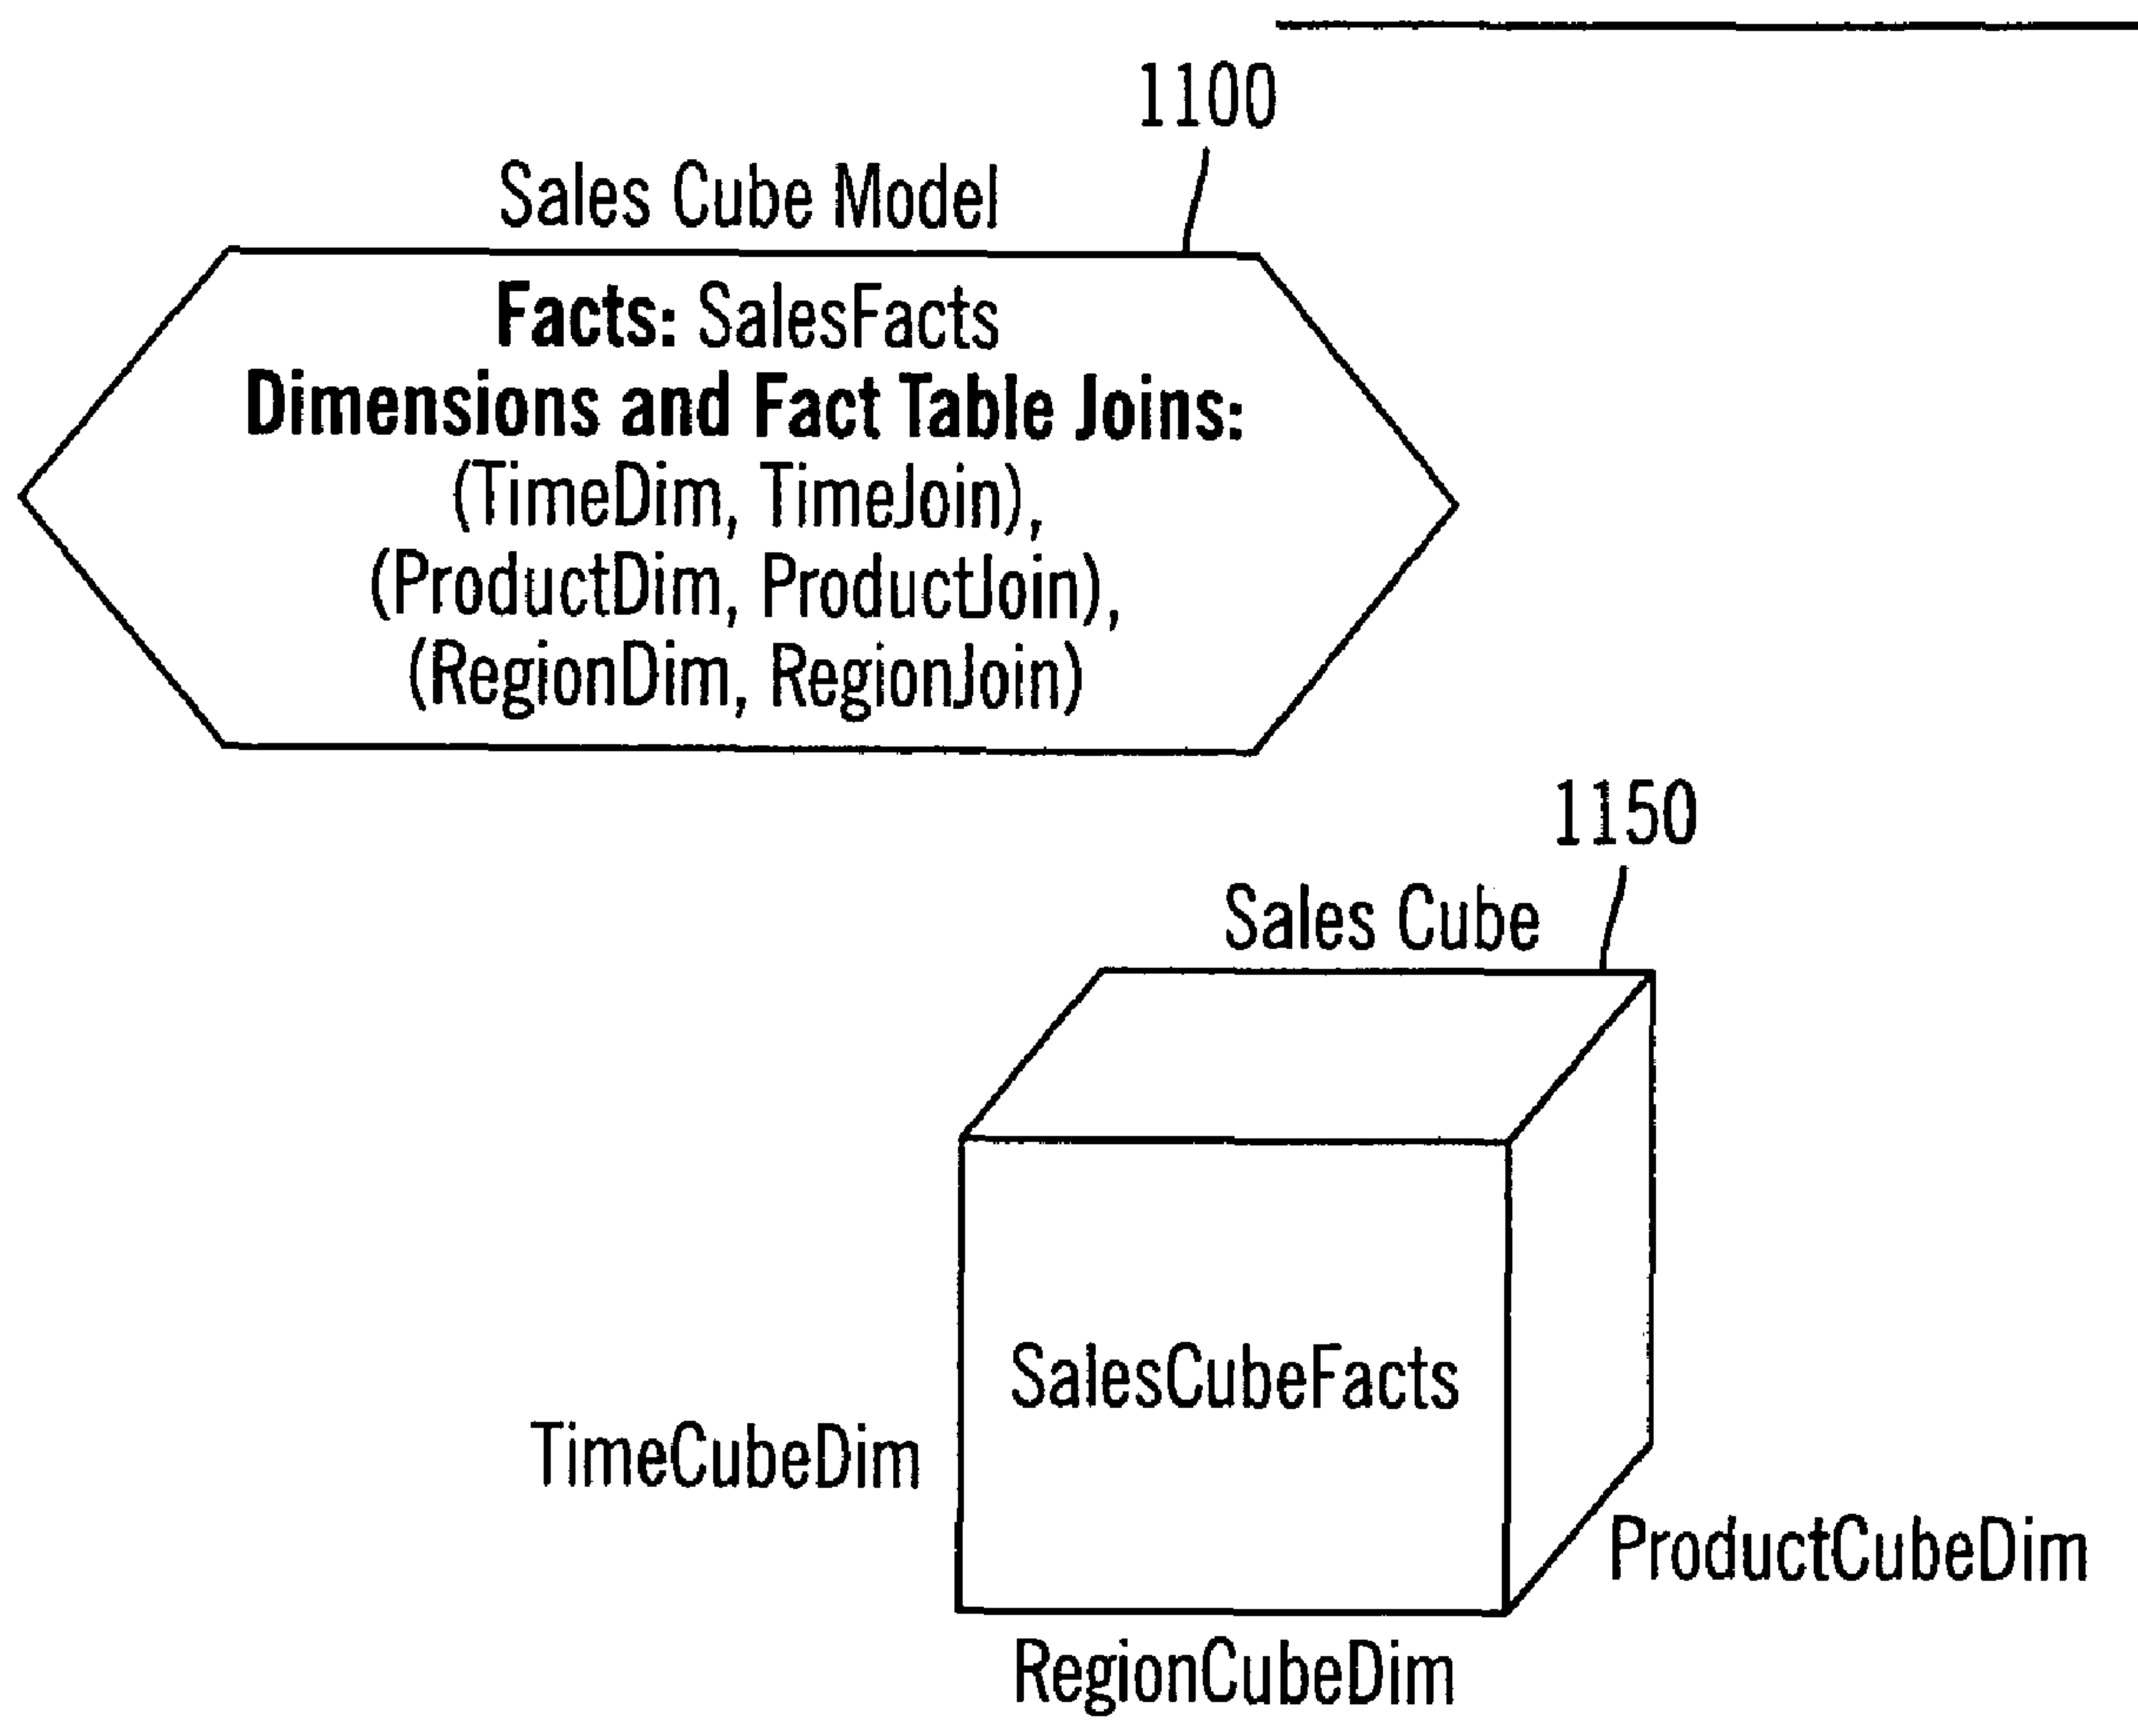 1100
Sales Cube Model
Facts: SalesFacts
Dimensions and Fact Table Joins:
(TimeDim, TimeJoin),
(ProductDim, ProductJoin),
(RegionDim, RegionJoin)
1150
Sales Cube
SalesCubeFacts
TimeCubeDim
ProductCubeDim
RegionCubeDim